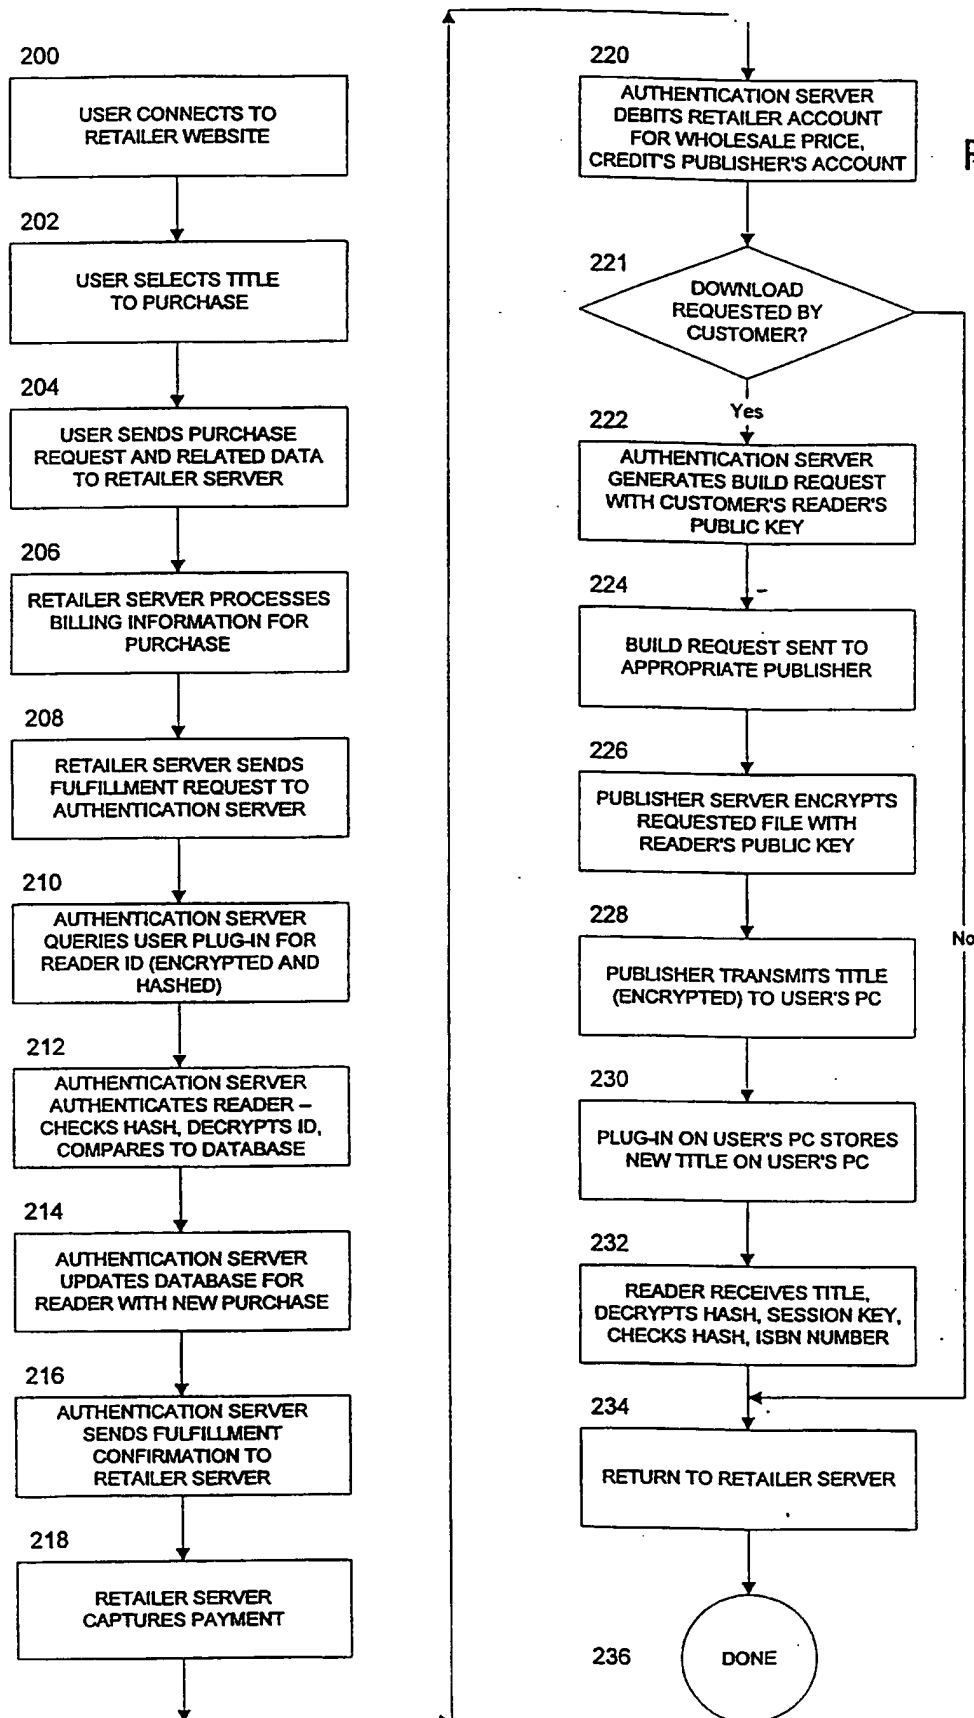 200
USER CONNECTS TO
RETAILER WEBSITE
202
USER SELECTS TITLE
TO PURCHASE
204
USER SENDS PURCHASE
REQUEST AND RELATED DATA
TO RETAILER SERVER
206
RETAILER SERVER PROCESSES
BILLING INFORMATION FOR
PURCHASE
208
RETAILER SERVER SENDS
FULFILLMENT REQUEST TO
AUTHENTICATION SERVER
210
AUTHENTICATION SERVER
QUERIES USER PLUG-IN FOR
READER ID (ENCRYPTED AND
HASHED)
212
AUTHENTICATION SERVER
AUTHENTICATES READER –
CHECKS HASH, DECRYPTS ID,
COMPARES TO DATABASE
214
AUTHENTICATION SERVER
UPDATES DATABASE FOR
READER WITH NEW PURCHASE
216
AUTHENTICATION SERVER
SENDS FULFILLMENT
CONFIRMATION TO
RETAILER SERVER
218
RETAILER SERVER
CAPTURES PAYMENT
220
AUTHENTICATION SERVER
DEBITS RETAILER ACCOUNT
FOR WHOLESALE PRICE,
CREDIT'S PUBLISHER'S ACCOUNT
221
DOWNLOAD
REQUESTED BY
CUSTOMER?
Yes
222
AUTHENTICATION SERVER
GENERATES BUILD REQUEST
WITH CUSTOMER'S READER'S
PUBLIC KEY
224
BUILD REQUEST SENT TO
APPROPRIATE PUBLISHER
226
PUBLISHER SERVER ENCRYPTS
REQUESTED FILE WITH
READER'S PUBLIC KEY
228
No
PUBLISHER TRANSMITS TITLE
(ENCRYPTED) TO USER'S PC
230
PLUG-IN ON USER'S PC STORES
NEW TITLE ON USER'S PC
232
READER RECEIVES TITLE,
DECRYPTS HASH, SESSION KEY,
CHECKS HASH, ISBN NUMBER
234
RETURN TO RETAILER SERVER
236
DONE